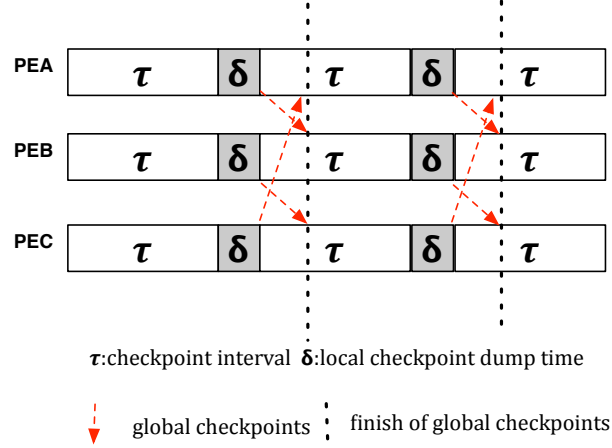 PEA τ δ τ δ τ
PEB τ δ τ δ τ
PEC τ δ τ δ τ
τ:checkpoint interval δ:local checkpoint dump time
global checkpoints finish of global checkpoints